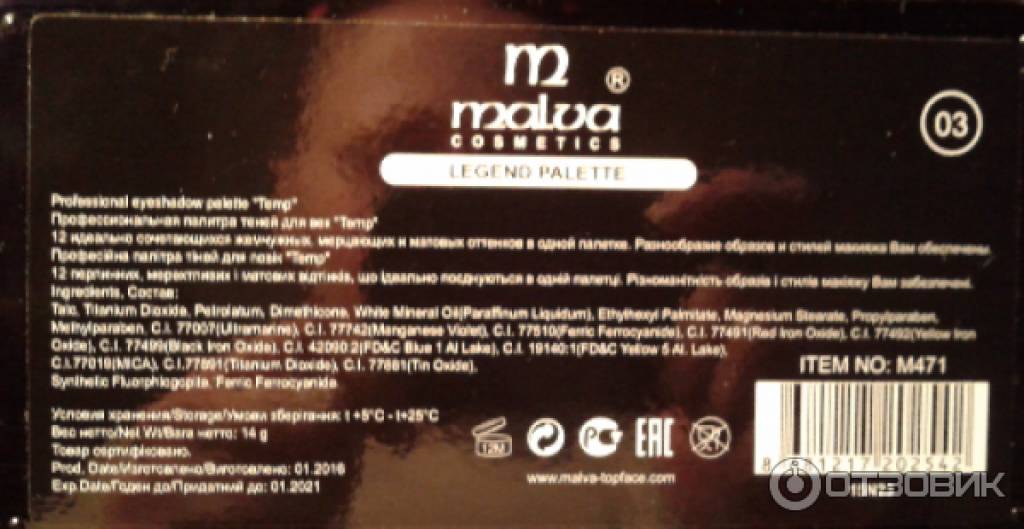 m
malva®
COSMETICS
03
LEGEND PALETTE
Professional eyeshadow palette "Temp"
Профессиональная палитра теней для век "Temp"
12 идеально сочетающихся жемчужных, мерцающих и матовых оттенков в одной палетке. Разнообразие образов и стилей макияжа Вам обеспечены.
Професійна палітра тіней для повік "Temp"
12 перлинних, мерехтливих і матових відтінків, що ідеально поєднуються в одній палетці. Різноманітність образів і стилів макіяжу Вам забезпечені.
Ingredients, Состав:
Talc, Titanium Dioxide, Petrolatum, Dimethicone, White Mineral Oil(Paraffinum Liquidum), Ethylhexyl Palmitate, Magnesium Stearate, Propylparaben,
Methylparaben, C.I. 77007(Ultramarine), C.I. 77742(Manganese Violet), C.I. 77510(Ferric Ferrocyanide), C.I. 77491(Red Iron Oxide), C.I. 77492(Yellow Iron
Oxide), C.I. 77499(Black Iron Oxide), C.I. 42090:2(FD&C Blue 1 Al Lake), C.I. 19140:1(FD&C Yellow 5 Al. Lake),
C.I.77019(MICA), C.I. 77891(Titanium Dioxide), C.I. 77861(Tin Oxide),
Synthetic Fluorphlogopite, Ferric Ferrocyanide
ITEM NO: M471
Условия хранения/Storage/Умови зберігання: t +5°C - t+25°C
Вес нетто/Net Wt/Вага нетто: 14 g
Товар сертифіковано.
Prod. Date/Изготовлено/Виготовлено: 01.2016
Exp.Date/Годен до/Придатний до: 01.2021
12M
PC
EAC
www.malva-topface.com
ОТЗОВИК